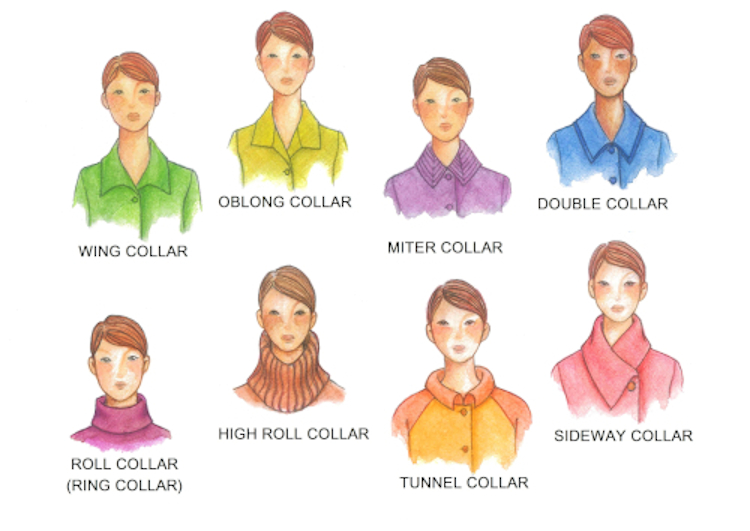 WING COLLAR
OBLONG COLLAR
MITER COLLAR
DOUBLE COLLAR
ROLL COLLAR
(RING COLLAR)
HIGH ROLL COLLAR
TUNNEL COLLAR
SIDEWAY COLLAR